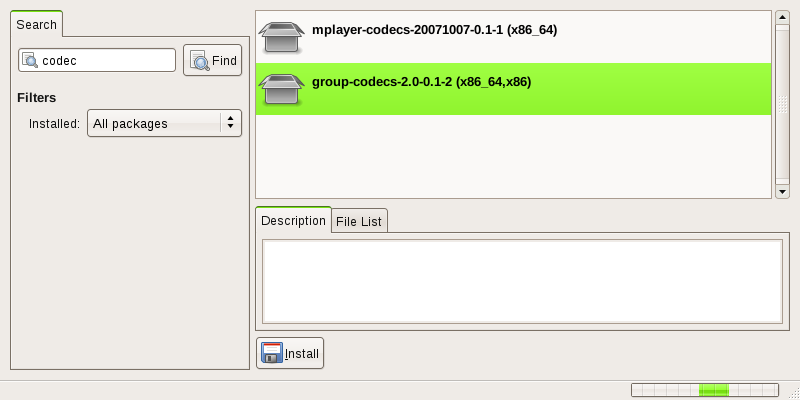 Search
codec
Find
Filters
Installed:
All packages
mplayer-codecs-20071007-0.1-1 (x86_64)
group-codecs-2.0-0.1-2 (x86_64,x86)
Description
File List
Install